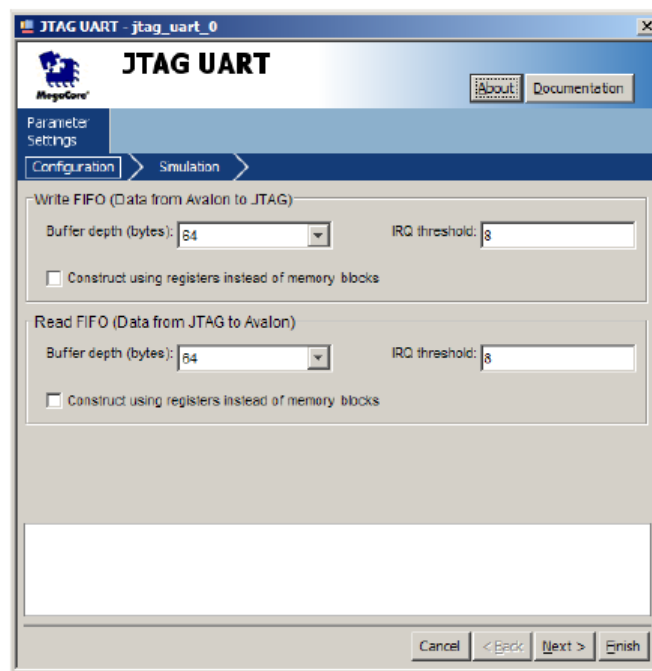 JTAG UART - jtag_uart_0
JTAG UART
MegaCore'
About Documentation
Parameter
Settings
Configuration Simulation
Write FIFO (Data from Avalon to JTAG)
Buffer depth (bytes): 64 IRQ threshold: 8
Construct using registers instead of memory blocks
Read FIFO (Data from JTAG to Avalon)
Buffer depth (bytes): 64 IRQ threshold: 8
Construct using registers instead of memory blocks
Cancel < Back Next > Finish